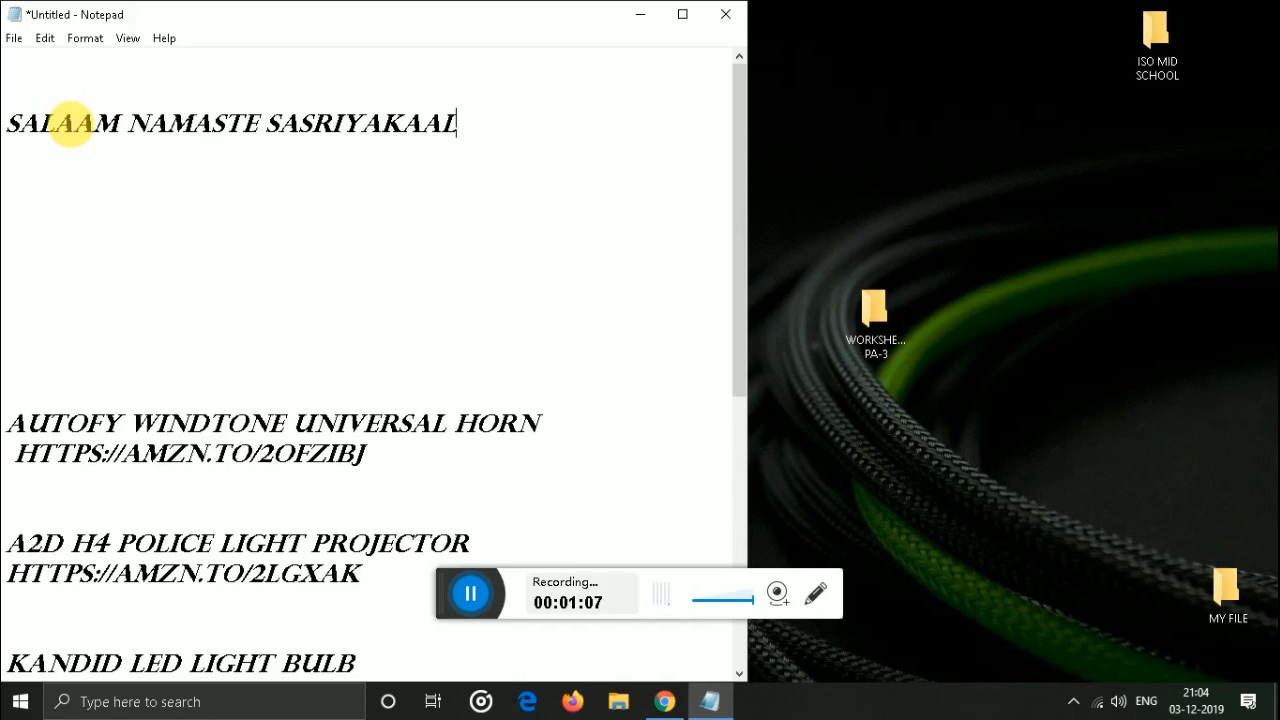 *Untitled - Notepad
File Edit Format View Help
SALAAM NAMASTE SASRIYAKAAL
AUTOFY WINDTONE UNIVERSAL HORN
HTTPS://AMZN.TO/2OFZIBJ
A2D H4 POLICE LIGHT PROJECTOR
HTTPS://AMZN.TO/2LGXAK
KANDID LED LIGHT BULB
Recording...
00:01:07
ISO MID
SCHOOL
WORKSHE...
PA-3
MY FILE
Type here to search
ENG
21:04
03-12-2019